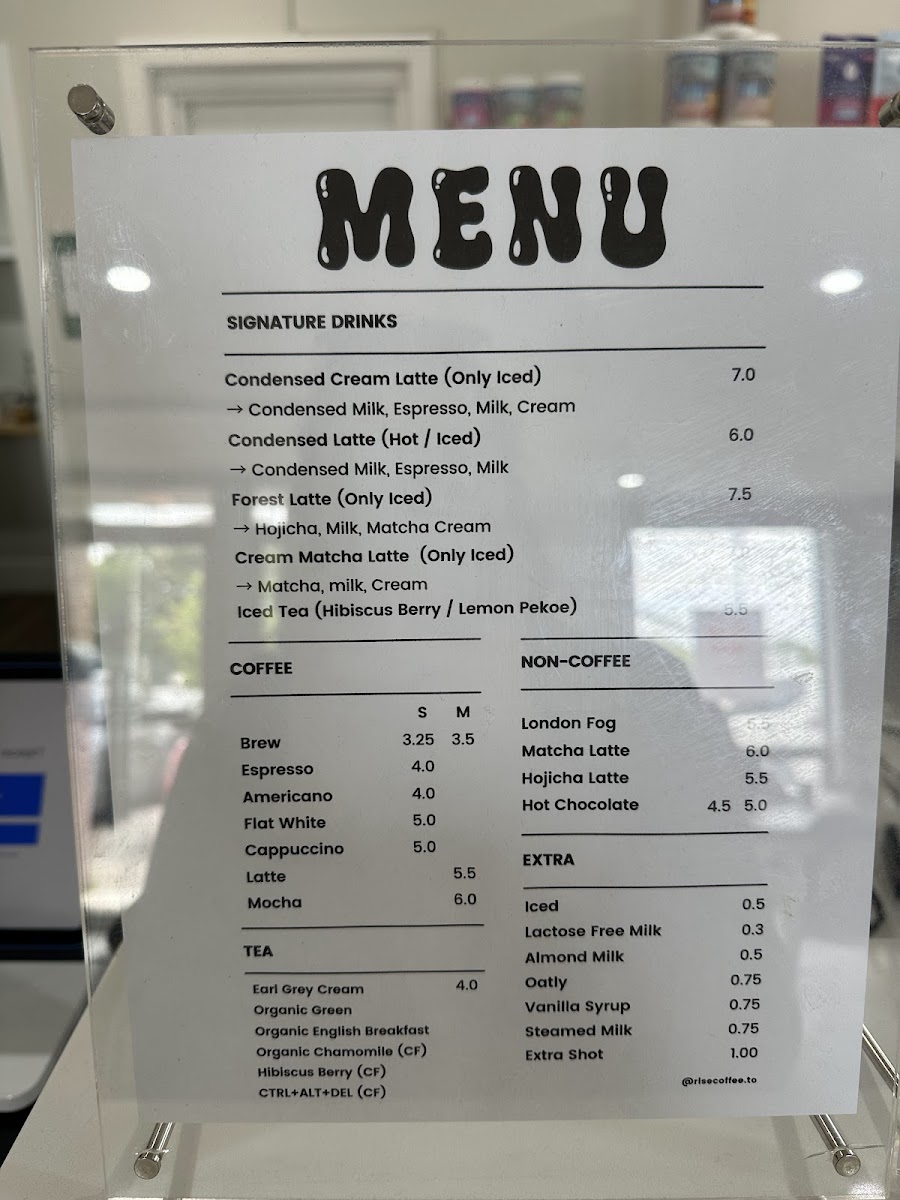 MENU
SIGNATURE DRINKS
Condensed Cream Latte (Only Iced) 7.0
→ Condensed Milk, Espresso, Milk, Cream
Condensed Latte (Hot / Iced) 6.0
→ Condensed Milk, Espresso, Milk
Forest Latte (Only Iced) 7.5
→ Hojicha, Milk, Matcha Cream
Cream Matcha Latte (Only Iced) 7.0
→ Matcha, milk, Cream
Iced Tea (Hibiscus Berry / Lemon Pekoe) 5.5
COFFEE
S M
Brew 3.25 3.5
Espresso 4.0
Americano 4.0
Flat White 5.0
Cappuccino 5.0
Latte 5.5
Mocha 6.0
TEA
Earl Grey Cream 4.0
Organic Green
Organic English Breakfast
Organic Chamomile (CF)
Hibiscus Berry (CF)
CTRL+ALT+DEL (CF)
NON-COFFEE
London Fog 5.5
Matcha Latte 6.0
Hojicha Latte 5.5
Hot Chocolate 4.5 5.0
EXTRA
Iced 0.5
Lactose Free Milk 0.3
Almond Milk 0.5
Oatly 0.75
Vanilla Syrup 0.75
Steamed Milk 0.75
Extra Shot 1.00
@risecoffee.to